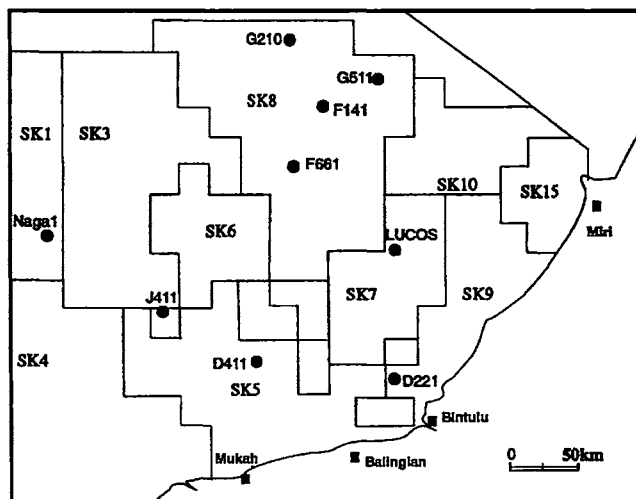 G210
G511
SK8
F141
SK1
SK3
F661
SK10
SK15
Naga1
SK6
LUCOS
Miri
J411
SK7
SK9
SK4
D411
SK5
D221
Bintulu
Mukah
Balingian
0 50km